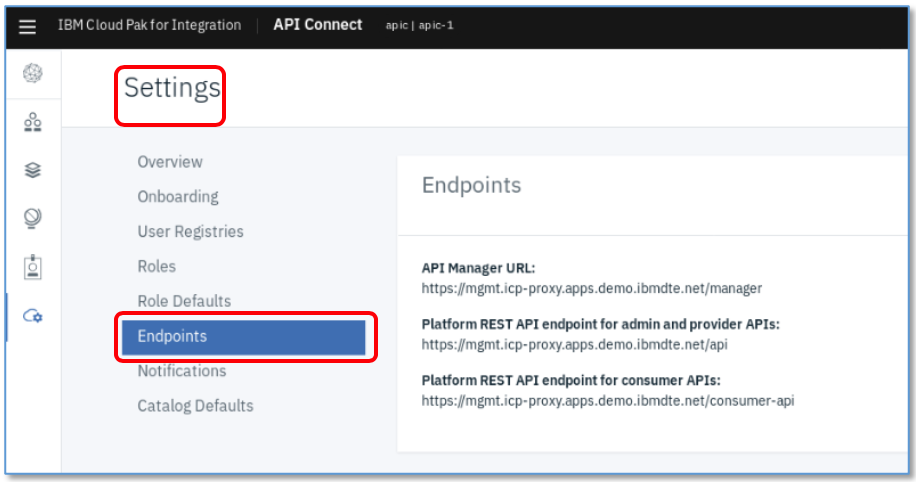 IBM Cloud Pak for Integration API Connect apic | apic-1
Settings
Overview
Onboarding
User Registries
Roles
Role Defaults
Endpoints
Notifications
Catalog Defaults
Endpoints
API Manager URL:
https://mgmt.icp-proxy.apps.demo.ibmdte.net/manager
Platform REST API endpoint for admin and provider APIs:
https://mgmt.icp-proxy.apps.demo.ibmdte.net/api
Platform REST API endpoint for consumer APIs:
https://mgmt.icp-proxy.apps.demo.ibmdte.net/consumer-api